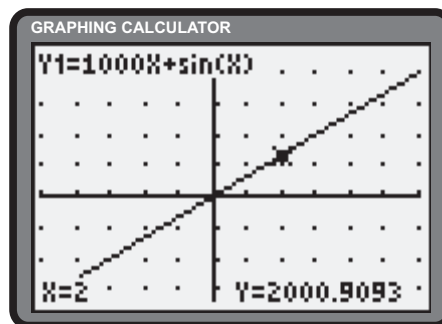 GRAPHING CALCULATOR
Y1=1000X+sin(X)
X=2 Y=2000.9093